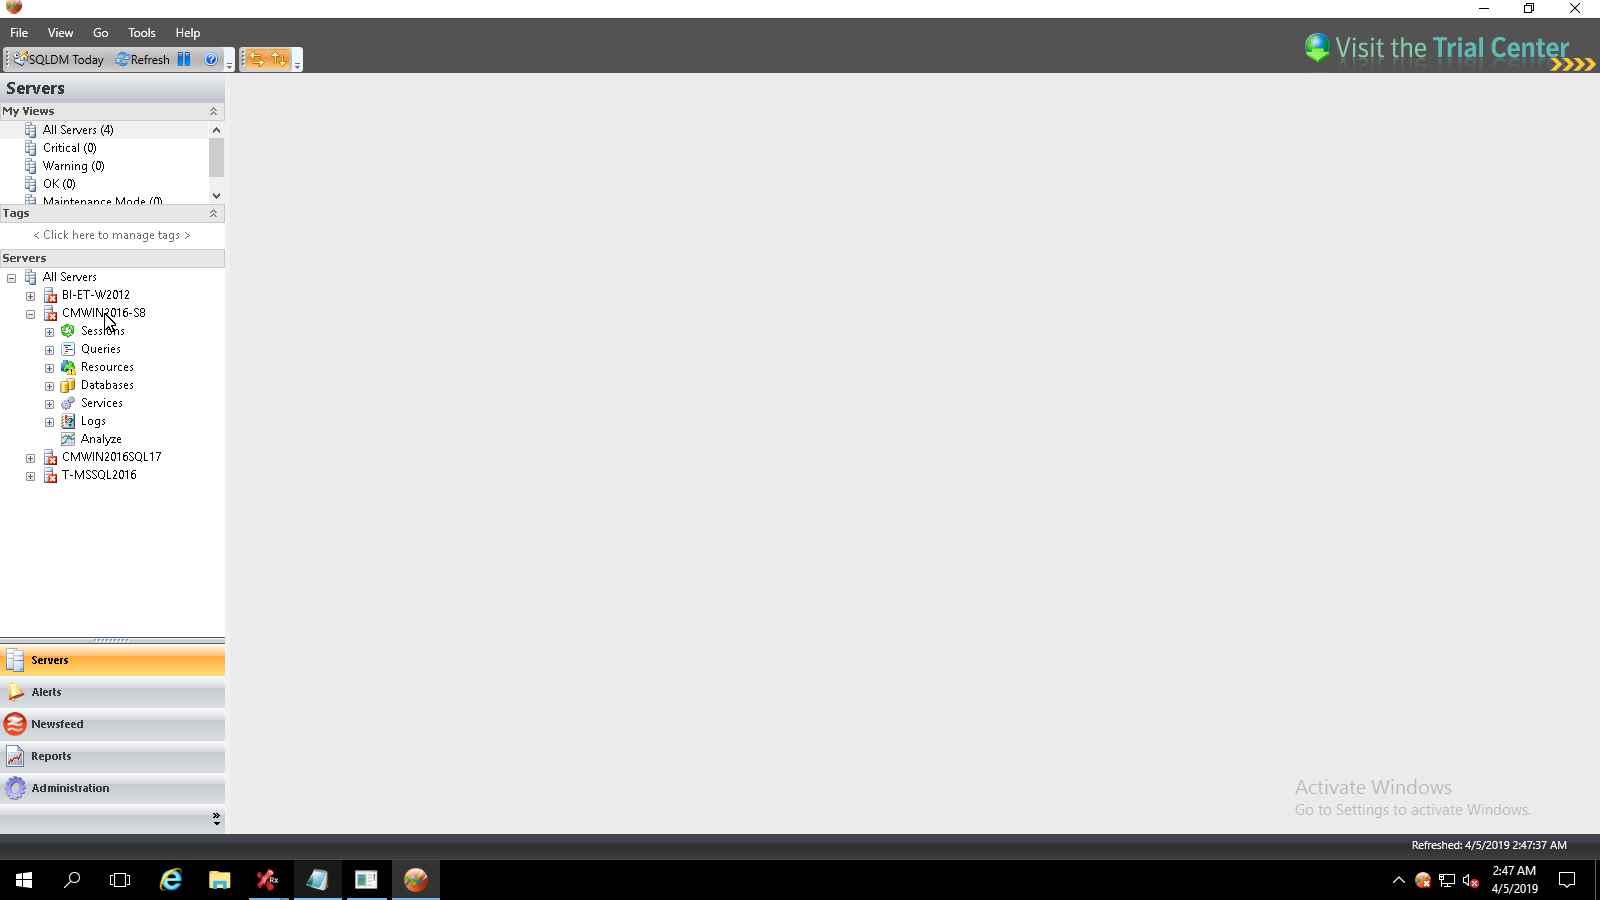 File View Go Tools Help
SQLDM Today Refresh
Visit the Trial Center
Servers
My Views
All Servers (4)
Critical (0)
Warning (0)
OK (0)
Maintenance Mode (0)
Tags
< Click here to manage tags >
Servers
All Servers
BI-ET-W2012
CMWIN2016-S8
Sessions
Queries
Resources
Databases
Services
Logs
Analyze
CMWIN2016SQL17
T-MSSQL2016
Servers
Alerts
Newsfeed
Reports
Administration
Activate Windows
Go to Settings to activate Windows.
Refreshed: 4/5/2019 2:47:37 AM
Rx
2:47 AM
4/5/2019